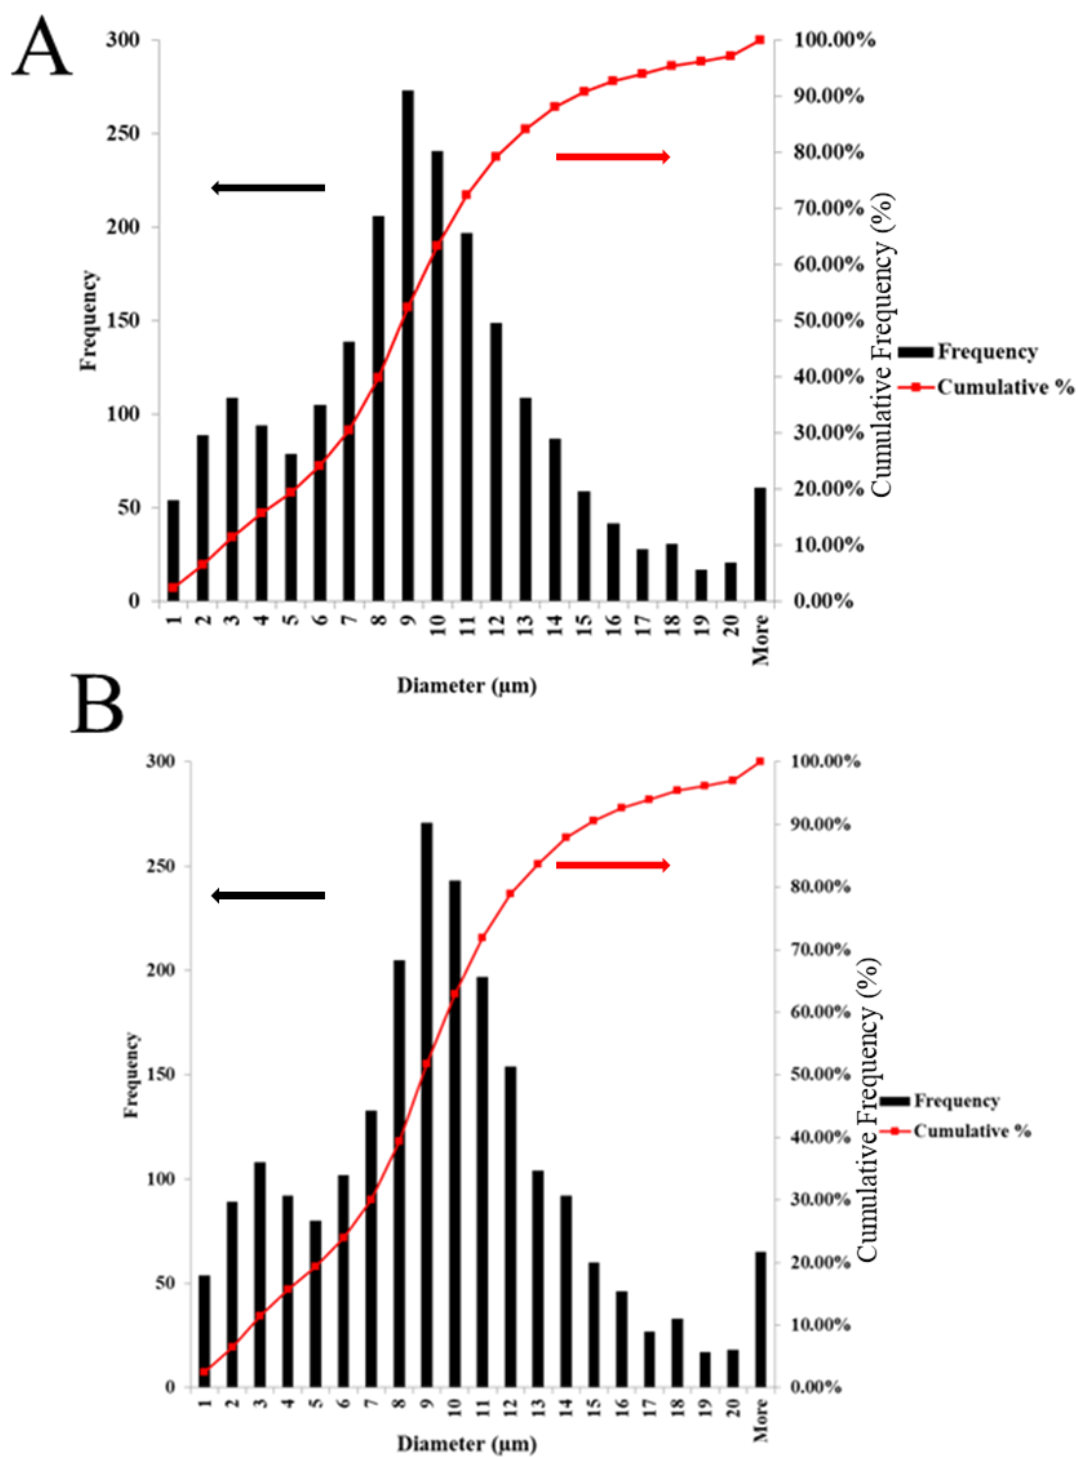 A
300
250
200
150
100
50
0
Frequency
100.00%
90.00%
80.00%
70.00%
60.00%
50.00%
40.00%
30.00%
20.00%
10.00%
0.00%
Cumulative Frequency (%)
Frequency
Cumulative %
1 2 3 4 5 6 7 8 9 10 11 12 13 14 15 16 17 18 19 20 More
Diameter (µm)
B
300
250
200
150
100
50
0
Frequency
100.00%
90.00%
80.00%
70.00%
60.00%
50.00%
40.00%
30.00%
20.00%
10.00%
0.00%
Cumulative Frequency (%)
Frequency
Cumulative %
1 2 3 4 5 6 7 8 9 10 11 12 13 14 15 16 17 18 19 20 More
Diameter (µm)